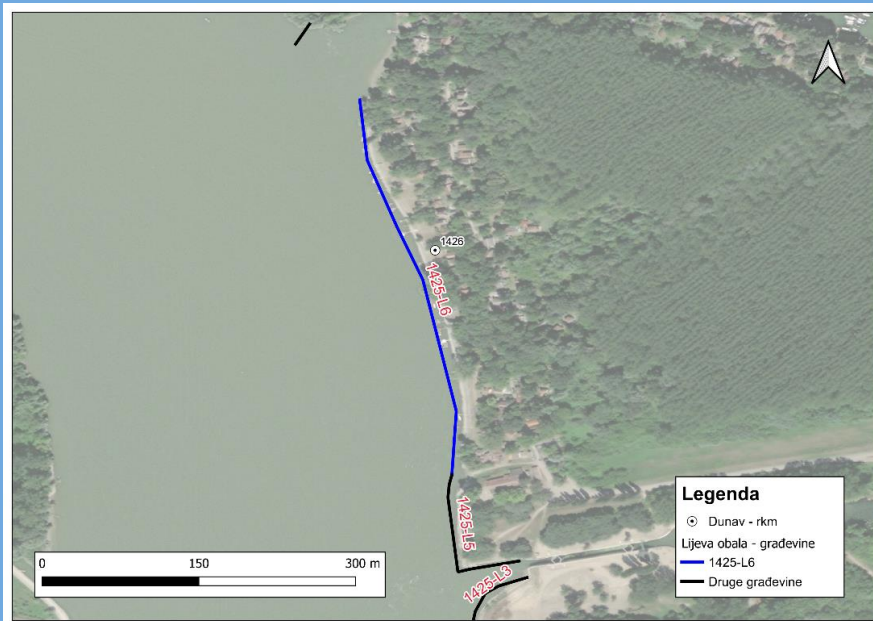 1426
1425-L6
1425-L5
1425-L3
0 150 300 m
Legenda
Dunav - rkm
Lijeva obala - građevine
1425-L6
Druge građevine